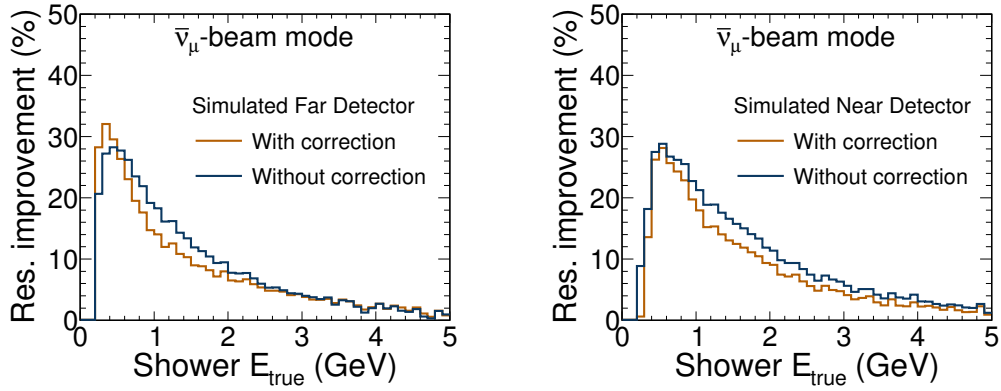 Res. improvement (%)
50
40
30
20
10
0
ν̅μ-beam mode
Simulated Far Detector
With correction
Without correction
0 1 2 3 4 5
Shower Etrue (GeV)
Res. improvement (%)
50
40
30
20
10
0
ν̅μ-beam mode
Simulated Near Detector
With correction
Without correction
0 1 2 3 4 5
Shower Etrue (GeV)